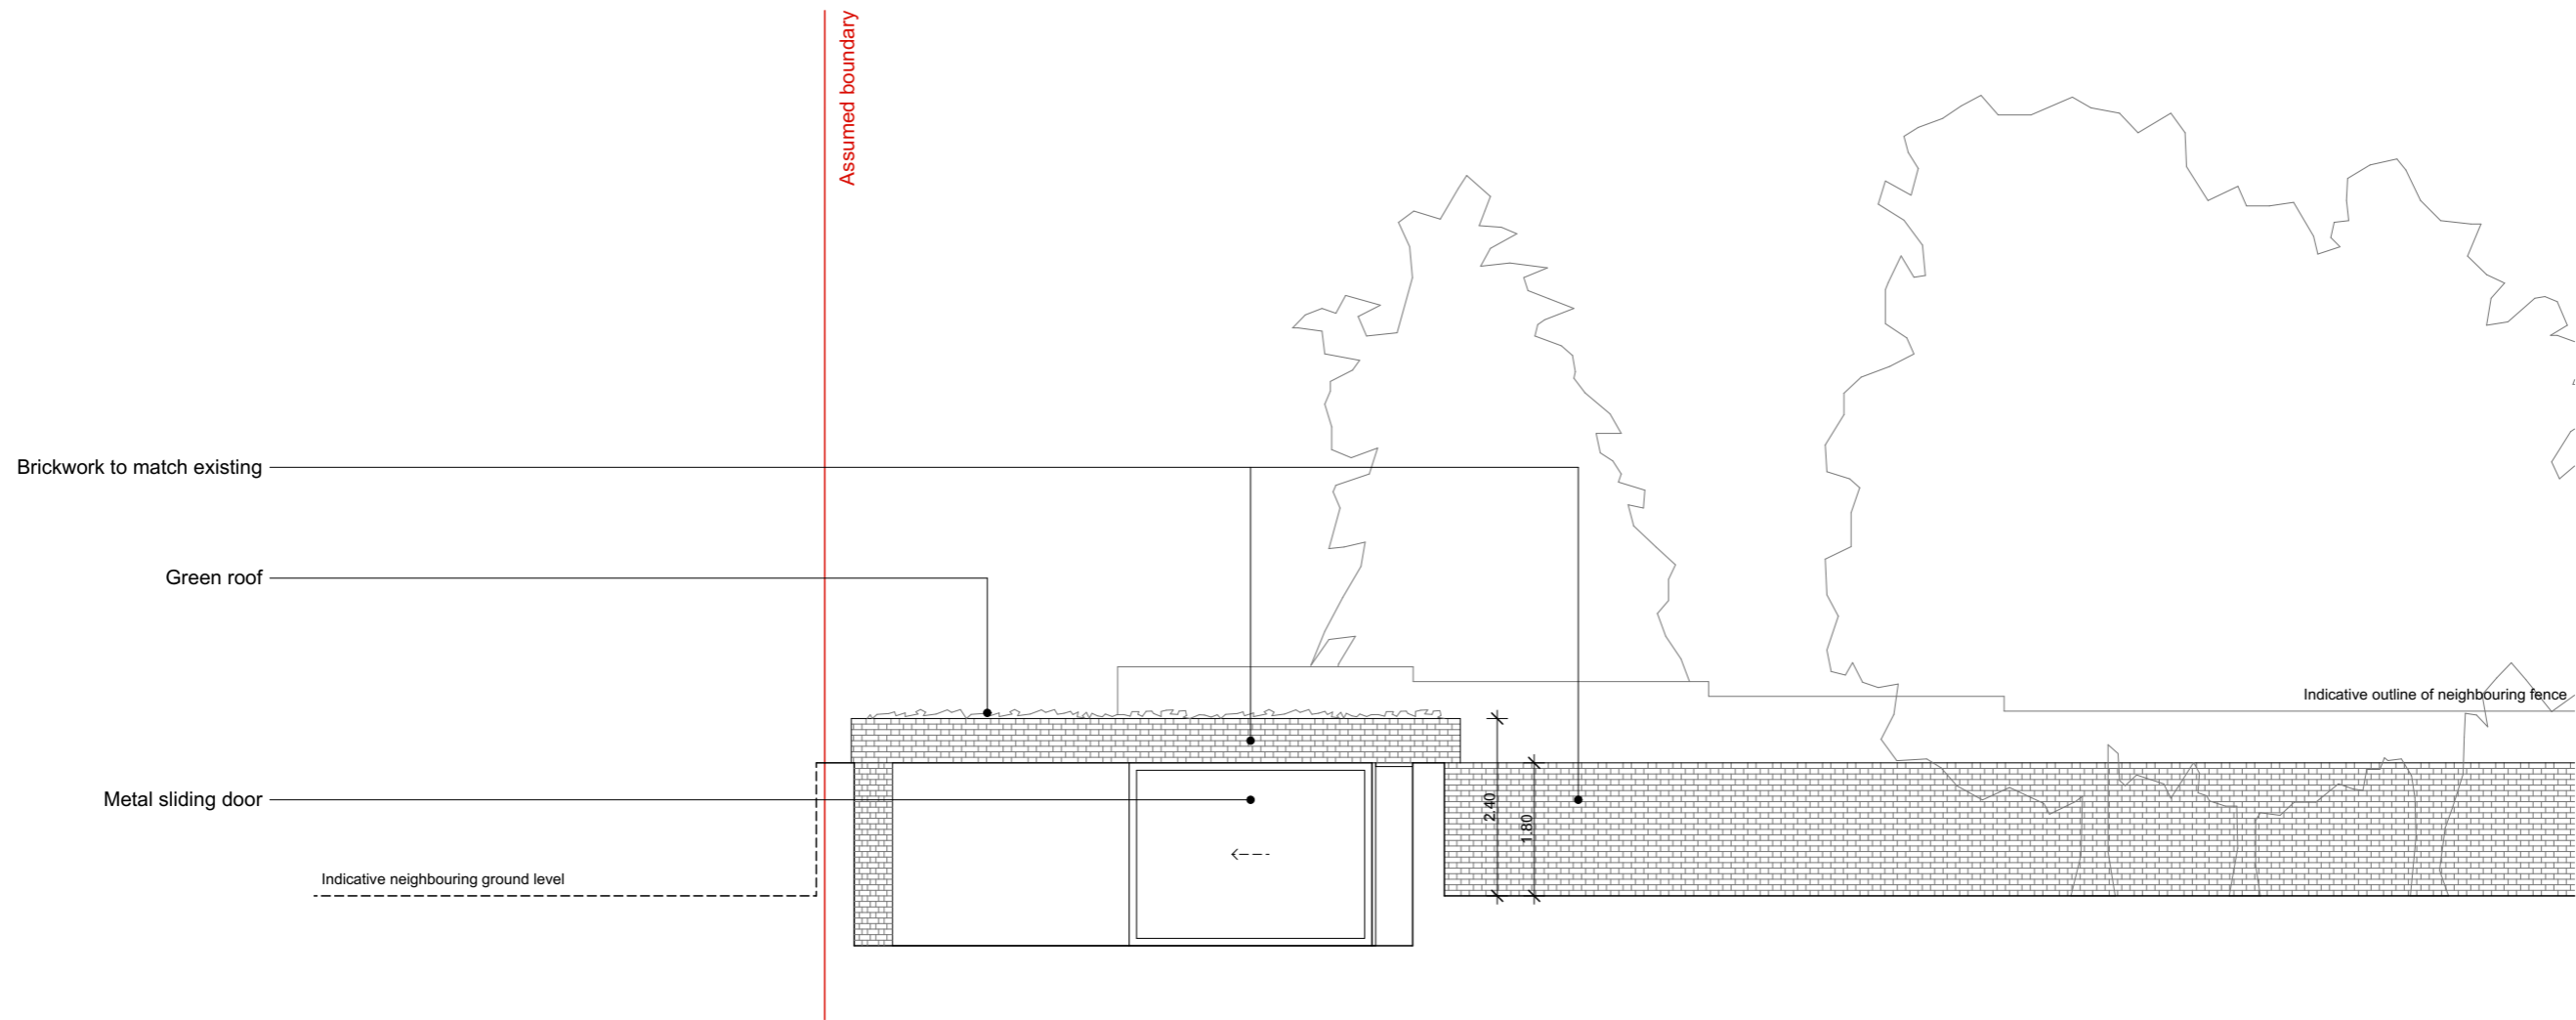 Assumed boundary
Brickwork to match existing
Green roof
Indicative outline of neighbouring fence
Metal sliding door
2.40
1.80
Indicative neighbouring ground level